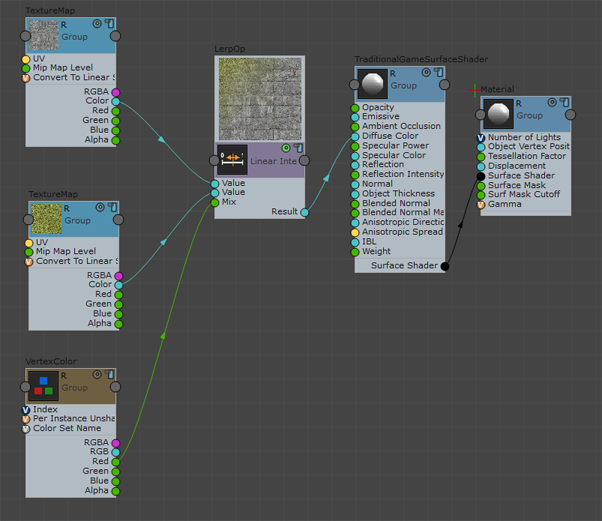 TextureMap
R
Group
UV
Mip Map Level
Convert To Linear S
RGBA
Color
Red
Green
Blue
Alpha
TextureMap
R
Group
UV
Mip Map Level
Convert To Linear S
RGBA
Color
Red
Green
Blue
Alpha
VertexColor
R
Group
Index
Per Instance Unsha
Color Set Name
RGBA
RGB
Red
Green
Blue
Alpha
LerpOp
Linear Inte
Value
Value
Mix
Result
TraditionalGameSurfaceShader
R
Group
Opacity
Emissive
Ambient Occlusion
Diffuse Color
Specular Power
Specular Color
Reflection
Reflection Intensity
Normal
Object Thickness
Blended Normal
Blended Normal Ma
Anisotropic Directic
Anisotropic Spread
IBL
Weight
Surface Shader
Material
R
Group
Number of Lights
Object Vertex Posit
Tessellation Factor
Displacement
Surface Shader
Surface Mask
Surf Mask Cutoff
Gamma